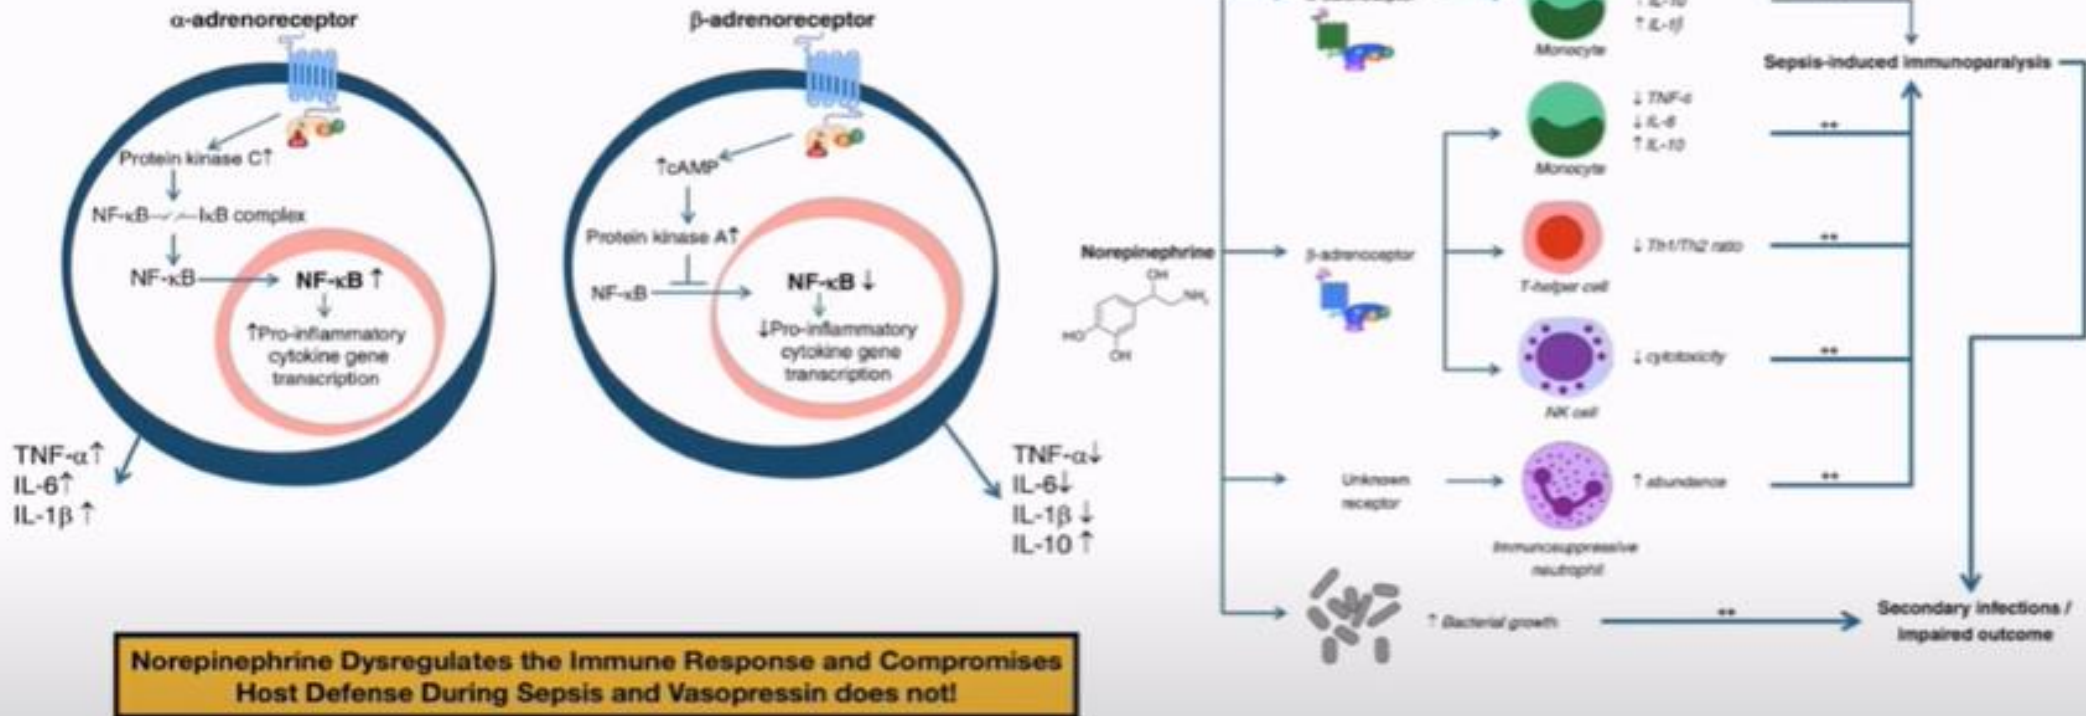 α-adrenoreceptor
Protein kinase C↑
NF-κB
IκB complex
NF-κB
NF-κB ↑
↑Pro-inflammatory
cytokine gene
transcription
TNF-α↑
IL-6↑
IL-1β ↑
β-adrenoreceptor
↑cAMP
Protein kinase A↑
NF-κB
NF-κB ↓
↓Pro-inflammatory
cytokine gene
transcription
TNF-α↓
IL-6↓
IL-1β ↓
IL-10 ↑
Norepinephrine Dysregulates the Immune Response and Compromises
Host Defense During Sepsis and Vasopressin does not!
Norepinephrine
OH
NH₂
HO
OH
↑ IL-1β
Monocyte
Sepsis-induced immunoparalysis
β-adrenoceptor
↓ TNF-α
↓ IL-6
↑ IL-10
Monocyte
++
↓ Th1/Th2 ratio
T-helper cell
++
↓ cytotoxicity
NK cell
++
Unknown
receptor
↑ abundance
++
Immunosuppressive
neutrophil
↑ Bacterial growth
++
Secondary infections /
impaired outcome